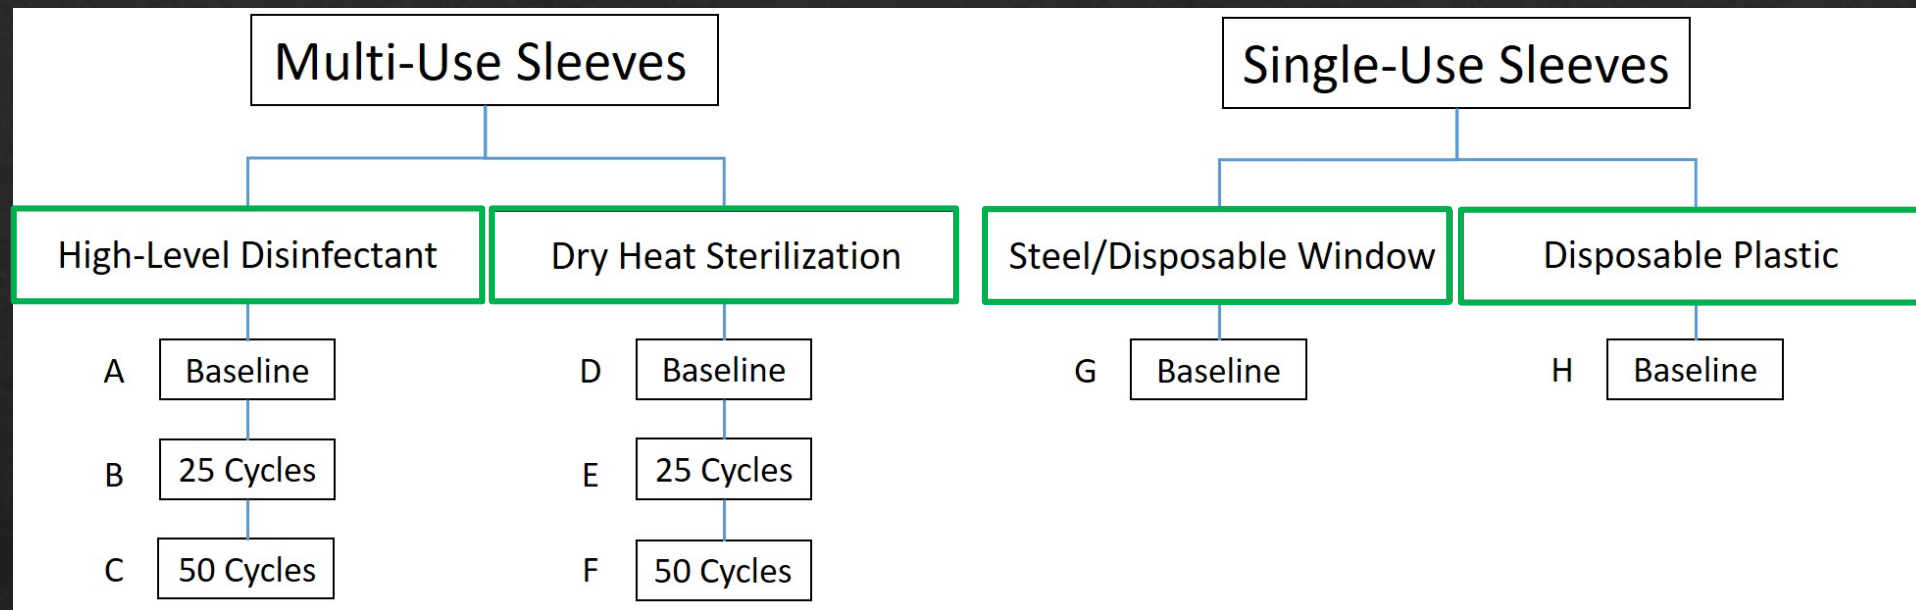 Multi-Use Sleeves
Single-Use Sleeves
High-Level Disinfectant
Dry Heat Sterilization
Steel/Disposable Window
Disposable Plastic
A Baseline
D Baseline
G Baseline
H Baseline
B 25 Cycles
E 25 Cycles
C 50 Cycles
F 50 Cycles